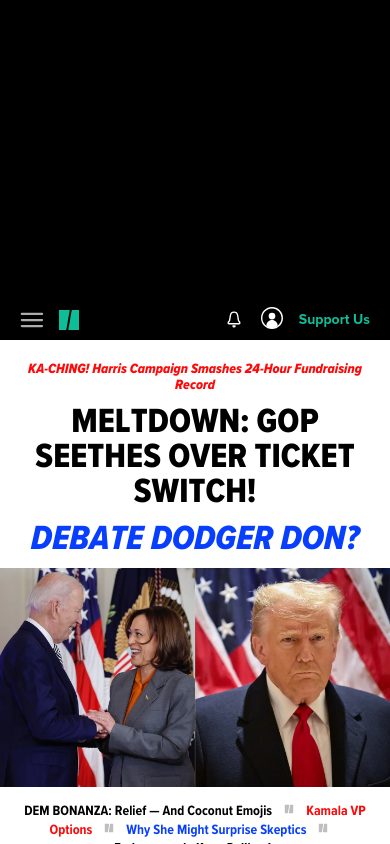 Support Us
KA-CHING! Harris Campaign Smashes 24-Hour Fundraising
Record
MELTDOWN: GOP
SEETHES OVER TICKET
SWITCH!
DEBATE DODGER DON?
DEM BONANZA: Relief — And Coconut Emojis Kamala VP
Options Why She Might Surprise Skeptics